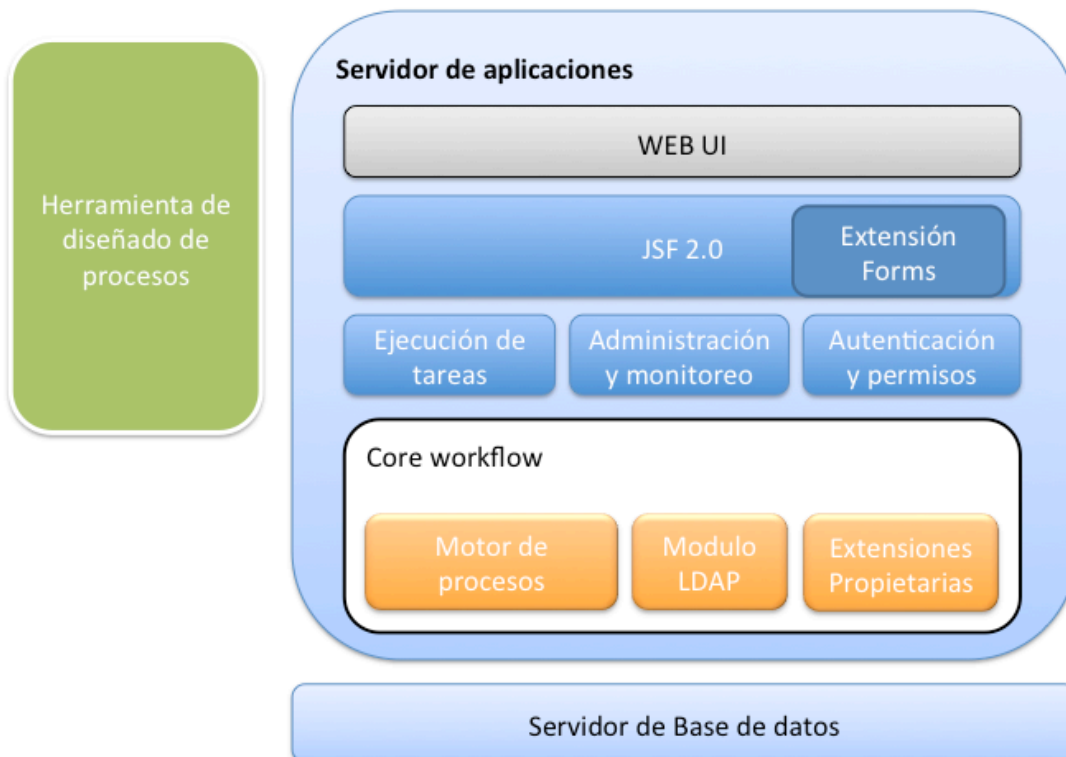 Herramienta de
diseñado de
procesos
Servidor de aplicaciones
WEB UI
JSF 2.0
Extensión
Forms
Ejecución de
tareas
Administración
y monitoreo
Autenticación
y permisos
Core workflow
Motor de
procesos
Modulo
LDAP
Extensiones
Propietarias
Servidor de Base de datos